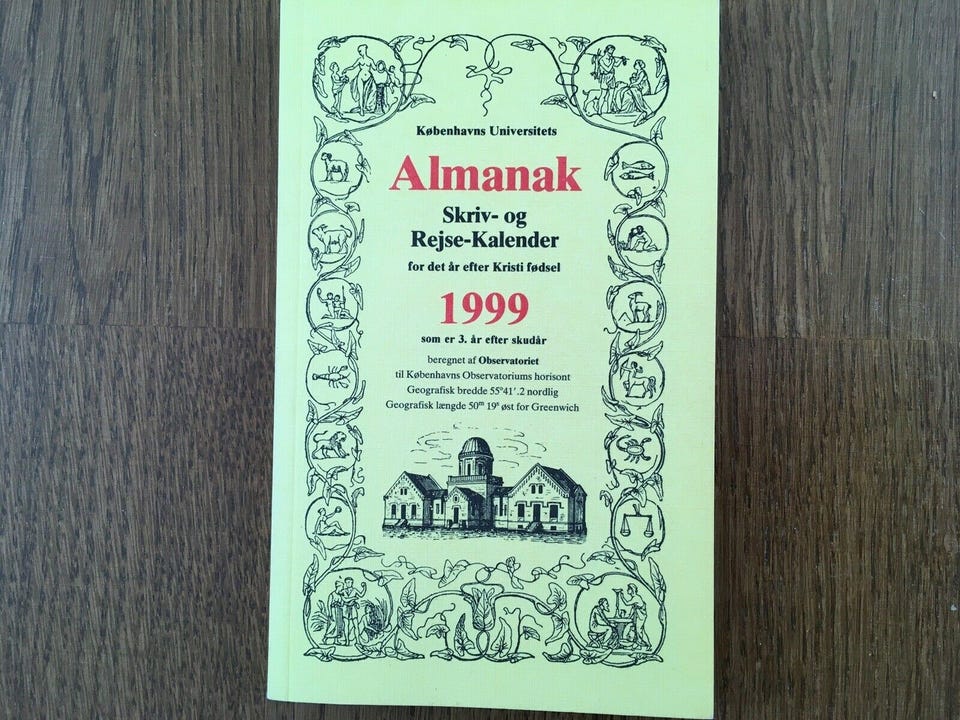 Københavns Universitets
Almanak
Skriv- og
Rejse-Kalender
for det år efter Kristi fødsel
1999
som er 3. år efter skudår
beregnet af Observatoriet
til Københavns Observatoriums horisont
Geografisk bredde 55°41′.2 nordlig
Geografisk længde 50ᵐ 19ˢ øst for Greenwich